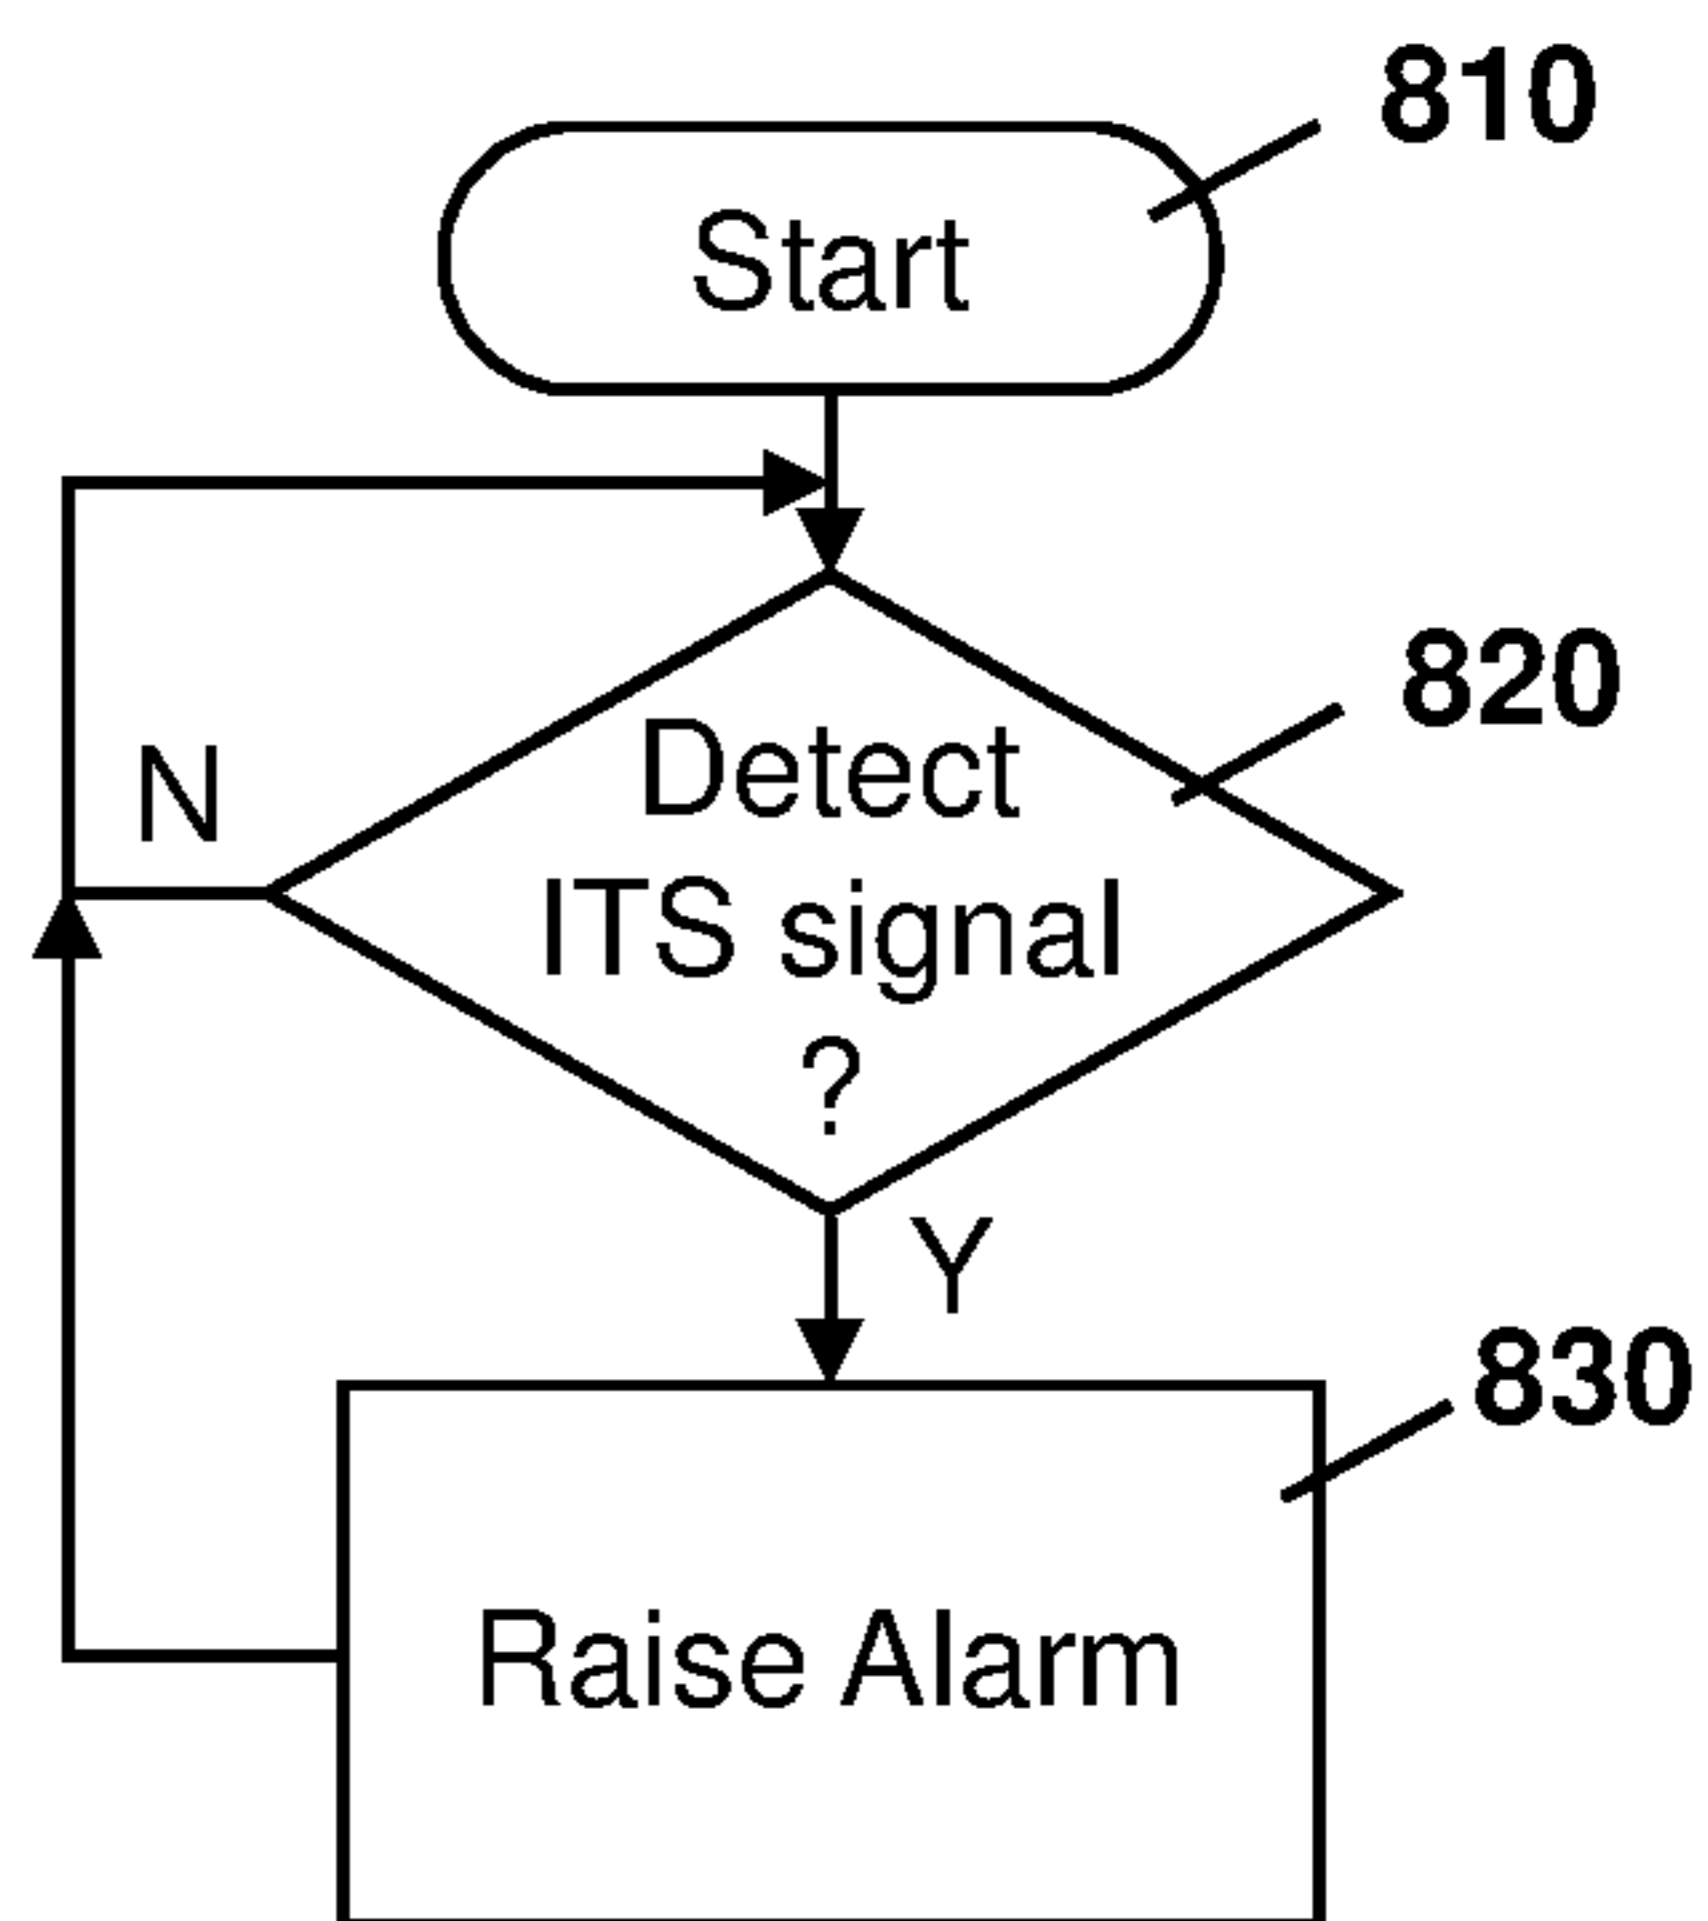 810
Start
820
N
Detect
ITS signal
?
Y
830
Raise Alarm